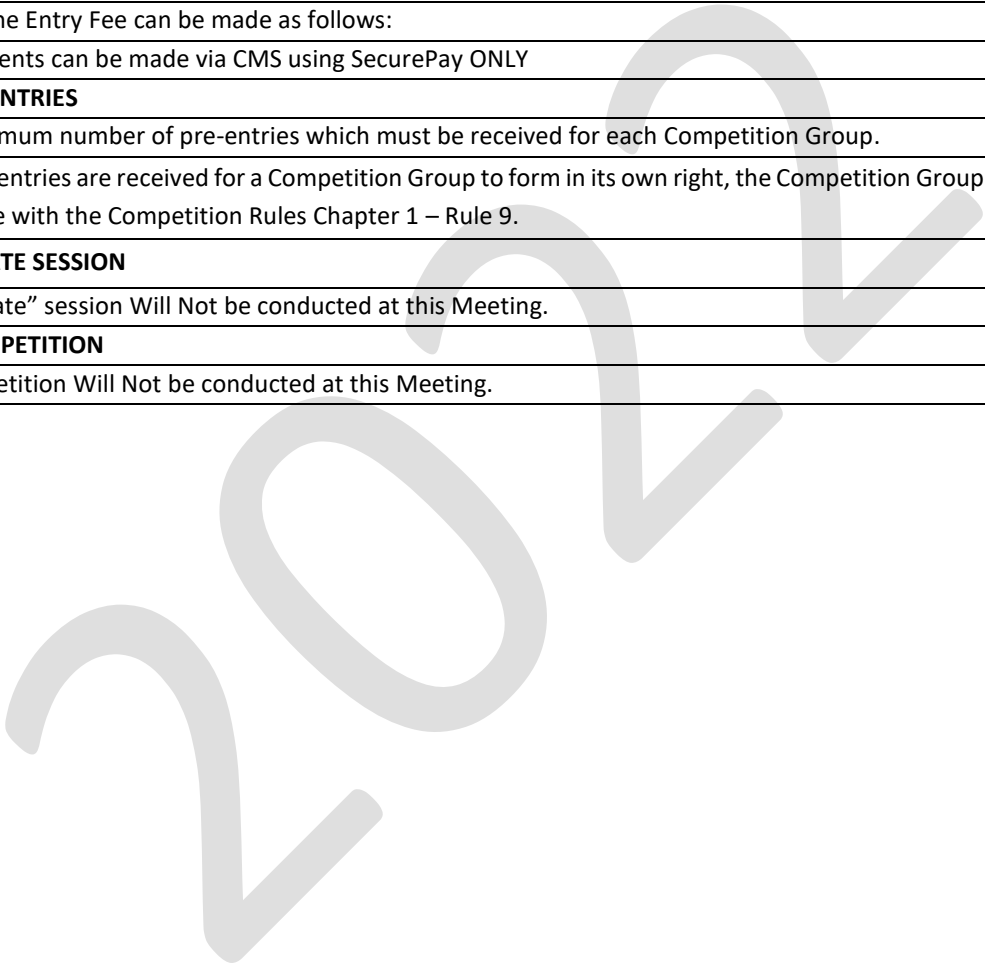 ne Entry Fee can be made as follows:
ents can be made via CMS using SecurePay ONLY
NTRIES
mum number of pre-entries which must be received for each Competition Group.
entries are received for a Competition Group to form in its own right, the Competition Group
e with the Competition Rules Chapter 1 – Rule 9.
TE SESSION
ate” session Will Not be conducted at this Meeting.
PETITION
etition Will Not be conducted at this Meeting.
2022